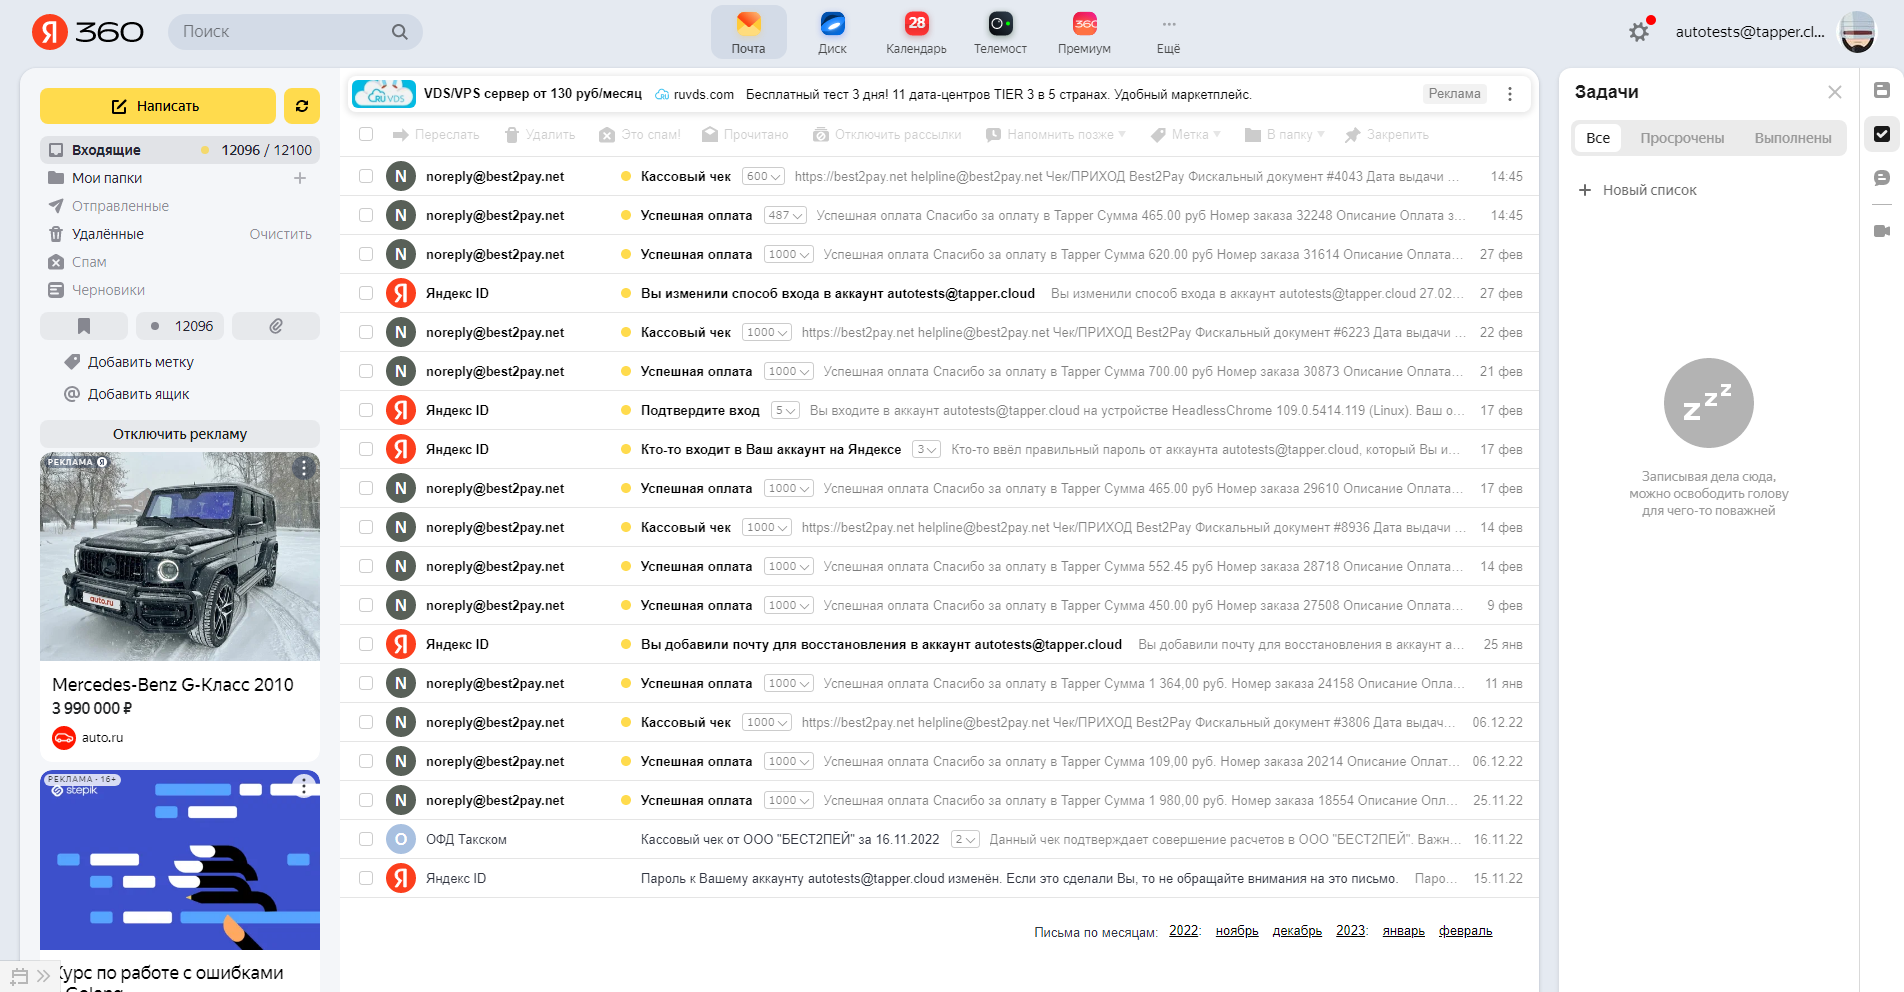 Я 360
Поиск
Почта
Диск
28
Календарь
Телемост
360
Премиум
Ещё
autotests@tapper.cl...
Написать
Входящие 12096 / 12100
Мои папки
Отправленные
Удалённые Очистить
Спам
Черновики
12096
Добавить метку
Добавить ящик
Отключить рекламу
РЕКЛАМА Я
auto.ru
Mercedes-Benz G-Класс 2010
3 990 000 ₽
auto.ru
РЕКЛАМА • 16+
stepik
Курс по работе с ошибками
RU VDS VDS/VPS сервер от 130 руб/месяц ruvds.com Бесплатный тест 3 дня! 11 дата-центров TIER 3 в 5 странах. Удобный маркетплейс. Реклама
Переслать Удалить Это спам! Прочитано Отключить рассылки Напомнить позже Метка В папку Закрепить
N noreply@best2pay.net Кассовый чек 600 https://best2pay.net helpline@best2pay.net Чек/ПРИХОД Best2Pay Фискальный документ #4043 Дата выдачи ... 14:45
N noreply@best2pay.net Успешная оплата 487 Успешная оплата Спасибо за оплату в Tapper Сумма 465.00 руб Номер заказа 32248 Описание Оплата з... 14:45
N noreply@best2pay.net Успешная оплата 1000 Успешная оплата Спасибо за оплату в Tapper Сумма 620.00 руб Номер заказа 31614 Описание Оплата... 27 фев
Я Яндекс ID Вы изменили способ входа в аккаунт autotests@tapper.cloud Вы изменили способ входа в аккаунт autotests@tapper.cloud 27.02... 27 фев
N noreply@best2pay.net Кассовый чек 1000 https://best2pay.net helpline@best2pay.net Чек/ПРИХОД Best2Pay Фискальный документ #6223 Дата выдачи ... 22 фев
N noreply@best2pay.net Успешная оплата 1000 Успешная оплата Спасибо за оплату в Tapper Сумма 700.00 руб Номер заказа 30873 Описание Оплата... 21 фев
Я Яндекс ID Подтвердите вход 5 Вы входите в аккаунт autotests@tapper.cloud на устройстве HeadlessChrome 109.0.5414.119 (Linux). Ваш о... 17 фев
Я Яндекс ID Кто-то входит в Ваш аккаунт на Яндексе 3 Кто-то ввёл правильный пароль от аккаунта autotests@tapper.cloud, который Вы и... 17 фев
N noreply@best2pay.net Успешная оплата 1000 Успешная оплата Спасибо за оплату в Tapper Сумма 465.00 руб Номер заказа 29610 Описание Оплата... 17 фев
N noreply@best2pay.net Кассовый чек 1000 https://best2pay.net helpline@best2pay.net Чек/ПРИХОД Best2Pay Фискальный документ #8936 Дата выдачи ... 14 фев
N noreply@best2pay.net Успешная оплата 1000 Успешная оплата Спасибо за оплату в Tapper Сумма 552.45 руб Номер заказа 28718 Описание Оплата... 14 фев
N noreply@best2pay.net Успешная оплата 1000 Успешная оплата Спасибо за оплату в Tapper Сумма 450.00 руб Номер заказа 27508 Описание Оплата... 9 фев
Я Яндекс ID Вы добавили почту для восстановления в аккаунт autotests@tapper.cloud Вы добавили почту для восстановления в аккаунт a... 25 янв
N noreply@best2pay.net Успешная оплата 1000 Успешная оплата Спасибо за оплату в Tapper Сумма 1 364,00 руб. Номер заказа 24158 Описание Опла... 11 янв
N noreply@best2pay.net Кассовый чек 1000 https://best2pay.net helpline@best2pay.net Чек/ПРИХОД Best2Pay Фискальный документ #3806 Дата выдач... 06.12.22
N noreply@best2pay.net Успешная оплата 1000 Успешная оплата Спасибо за оплату в Tapper Сумма 109,00 руб. Номер заказа 20214 Описание Оплат... 06.12.22
N noreply@best2pay.net Успешная оплата 1000 Успешная оплата Спасибо за оплату в Tapper Сумма 1 980,00 руб. Номер заказа 18554 Описание Опл... 25.11.22
О ОФД Такском Кассовый чек от ООО "БЕСТ2ПЕЙ" за 16.11.2022 2 Данный чек подтверждает совершение расчетов в ООО "БЕСТ2ПЕЙ". Важн... 16.11.22
Я Яндекс ID Пароль к Вашему аккаунту autotests@tapper.cloud изменён. Если это сделали Вы, то не обращайте внимания на это письмо. Паро... 15.11.22
Письма по месяцам: 2022: ноябрь декабрь 2023: январь февраль
Задачи
Все Просрочены Выполнены
Новый список
z z z
Записывая дела сюда,
можно освободить голову
для чего-то поважней